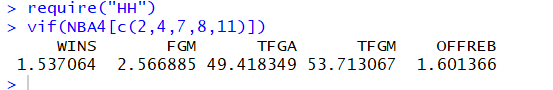 > require("HH")
> vif(NBA4[c(2,4,7,8,11)])
WINS FGM TFGA TFGM OFFREB
1.537064 2.566885 49.418349 53.713067 1.601366
>